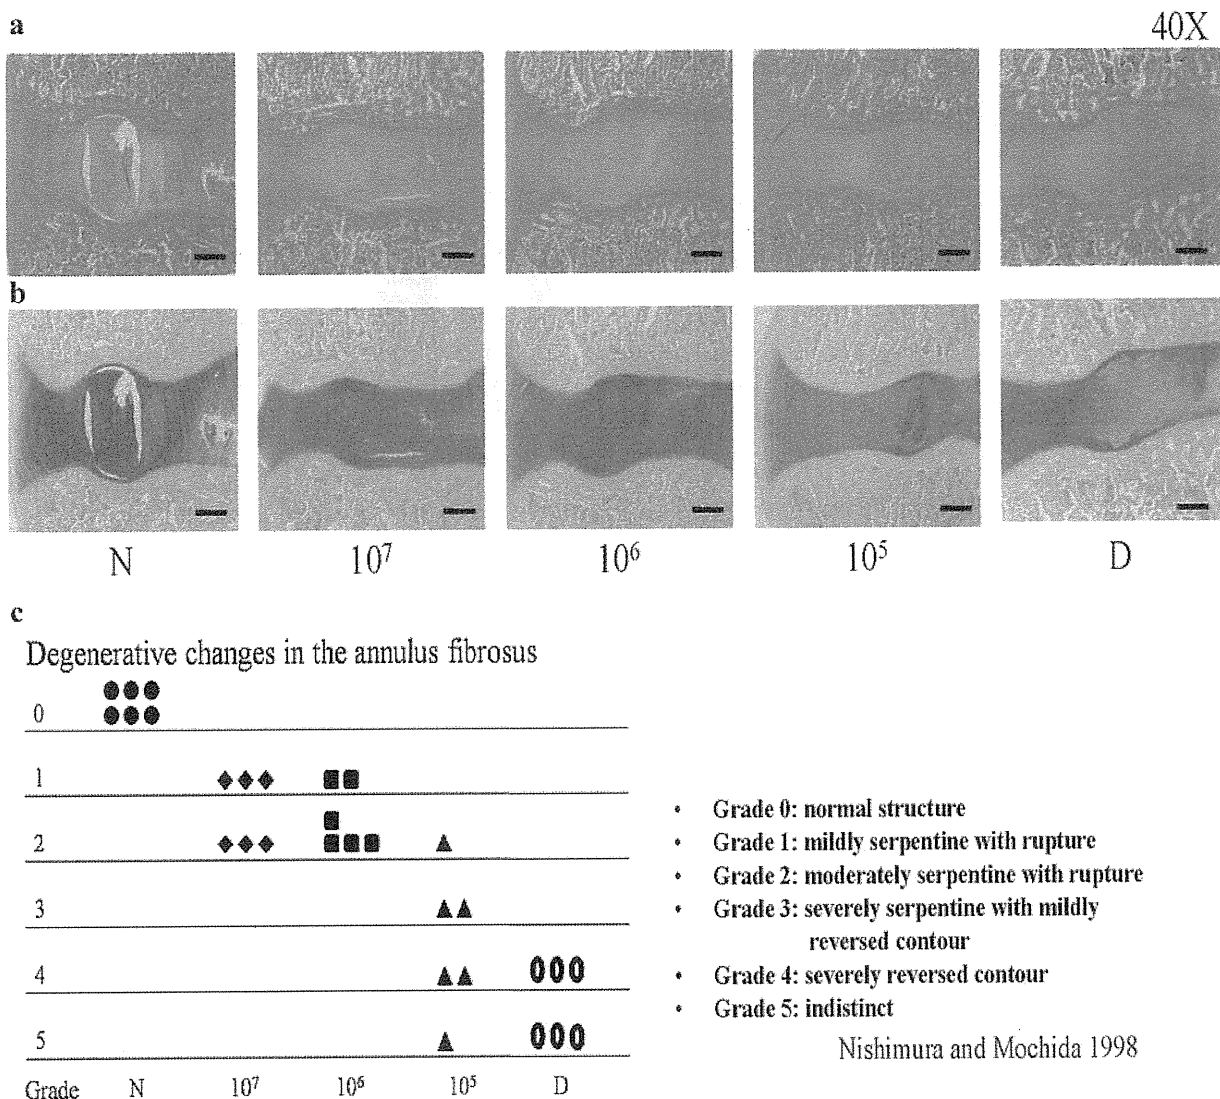 a
40X
b
N 10⁷ 10⁶ 10⁵ D
c
Degenerative changes in the annulus fibrosus
0
1
2
3
4
5
Grade N 10⁷ 10⁶ 10⁵ D
• Grade 0: normal structure
• Grade 1: mildly serpentine with rupture
• Grade 2: moderately serpentine with rupture
• Grade 3: severely serpentine with mildly
reversed contour
• Grade 4: severely reversed contour
• Grade 5: indistinct
Nishimura and Mochida 1998